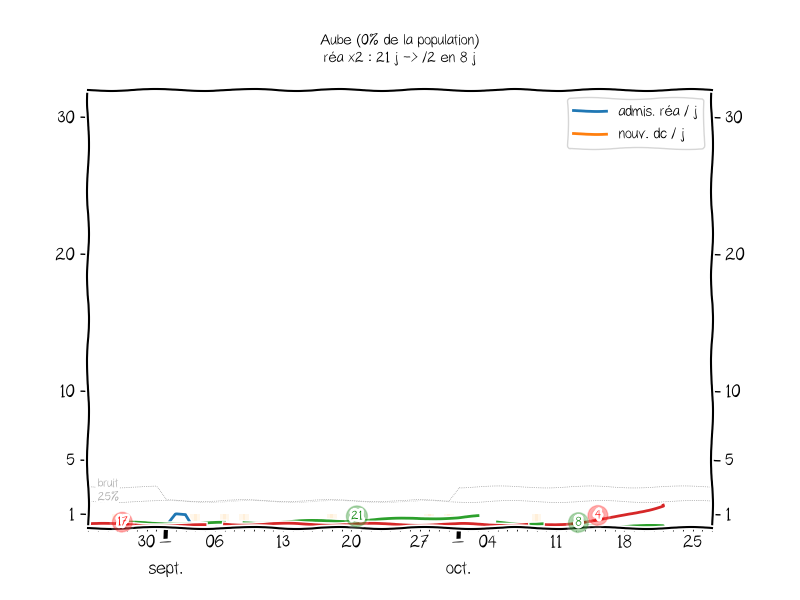 Aube (0% de la population)
réa x2 : 21 j -> /2 en 8 j
admis. réa / j
nouv. dc / j
30 30
20 20
10 10
5 5
bruit
25%
1 17 21 8 4 1
30 1 06 13 20 27 1 04 11 18 25
sept. oct.